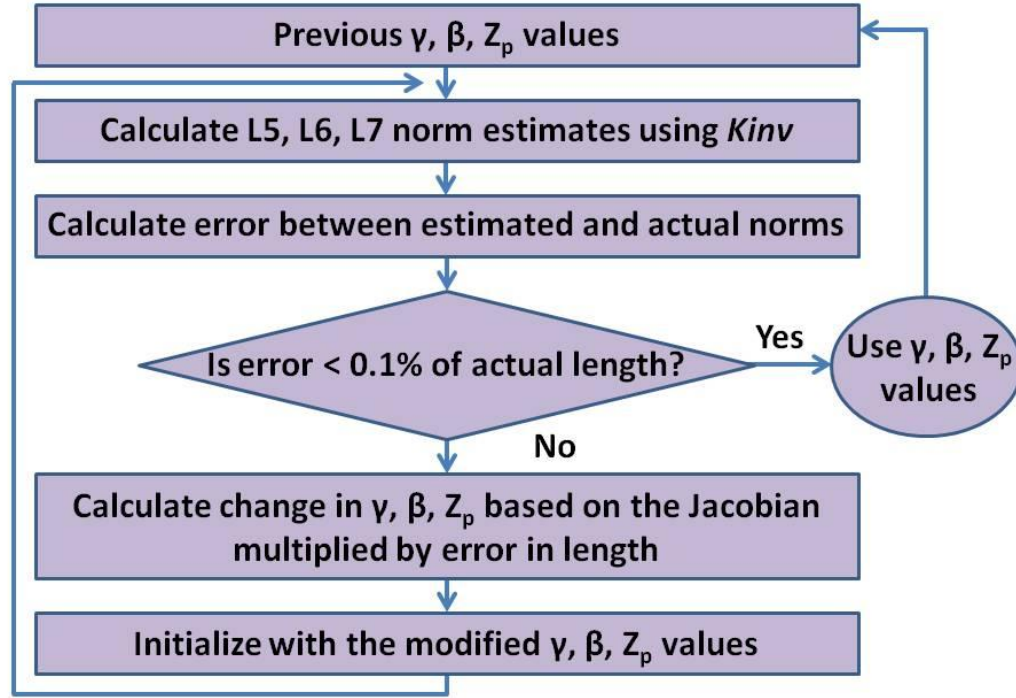 Previous γ, β, Zp values
Calculate L5, L6, L7 norm estimates using Kinv
Calculate error between estimated and actual norms
Is error < 0.1% of actual length?
Yes
Use γ, β, Zp
values
No
Calculate change in γ, β, Zp based on the Jacobian
multiplied by error in length
Initialize with the modified γ, β, Zp values